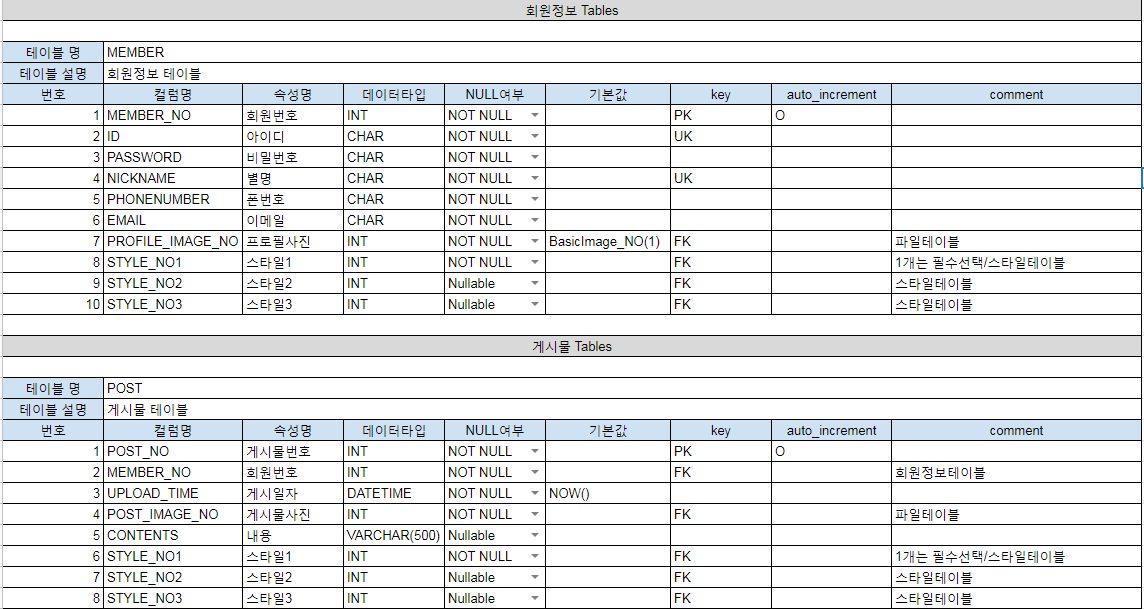 회원정보 Tables
테이블 명 MEMBER
테이블 설명 회원정보 테이블
번호 컬럼명 속성명 데이터타입 NULL여부 기본값 key auto_increment comment
1 MEMBER_NO 회원번호 INT NOT NULL PK O
2 ID 아이디 CHAR NOT NULL UK
3 PASSWORD 비밀번호 CHAR NOT NULL
4 NICKNAME 별명 CHAR NOT NULL UK
5 PHONENUMBER 폰번호 CHAR NOT NULL
6 EMAIL 이메일 CHAR NOT NULL
7 PROFILE_IMAGE_NO 프로필사진 INT NOT NULL BasicImage_NO(1) FK 파일테이블
8 STYLE_NO1 스타일1 INT NOT NULL FK 1개는 필수선택/스타일테이블
9 STYLE_NO2 스타일2 INT Nullable FK 스타일테이블
10 STYLE_NO3 스타일3 INT Nullable FK 스타일테이블
게시물 Tables
테이블 명 POST
테이블 설명 게시물 테이블
번호 컬럼명 속성명 데이터타입 NULL여부 기본값 key auto_increment comment
1 POST_NO 게시물번호 INT NOT NULL PK O
2 MEMBER_NO 회원번호 INT NOT NULL FK 회원정보테이블
3 UPLOAD_TIME 게시일자 DATETIME NOT NULL NOW()
4 POST_IMAGE_NO 게시물사진 INT NOT NULL FK 파일테이블
5 CONTENTS 내용 VARCHAR(500) Nullable
6 STYLE_NO1 스타일1 INT NOT NULL FK 1개는 필수선택/스타일테이블
7 STYLE_NO2 스타일2 INT Nullable FK 스타일테이블
8 STYLE_NO3 스타일3 INT Nullable FK 스타일테이블